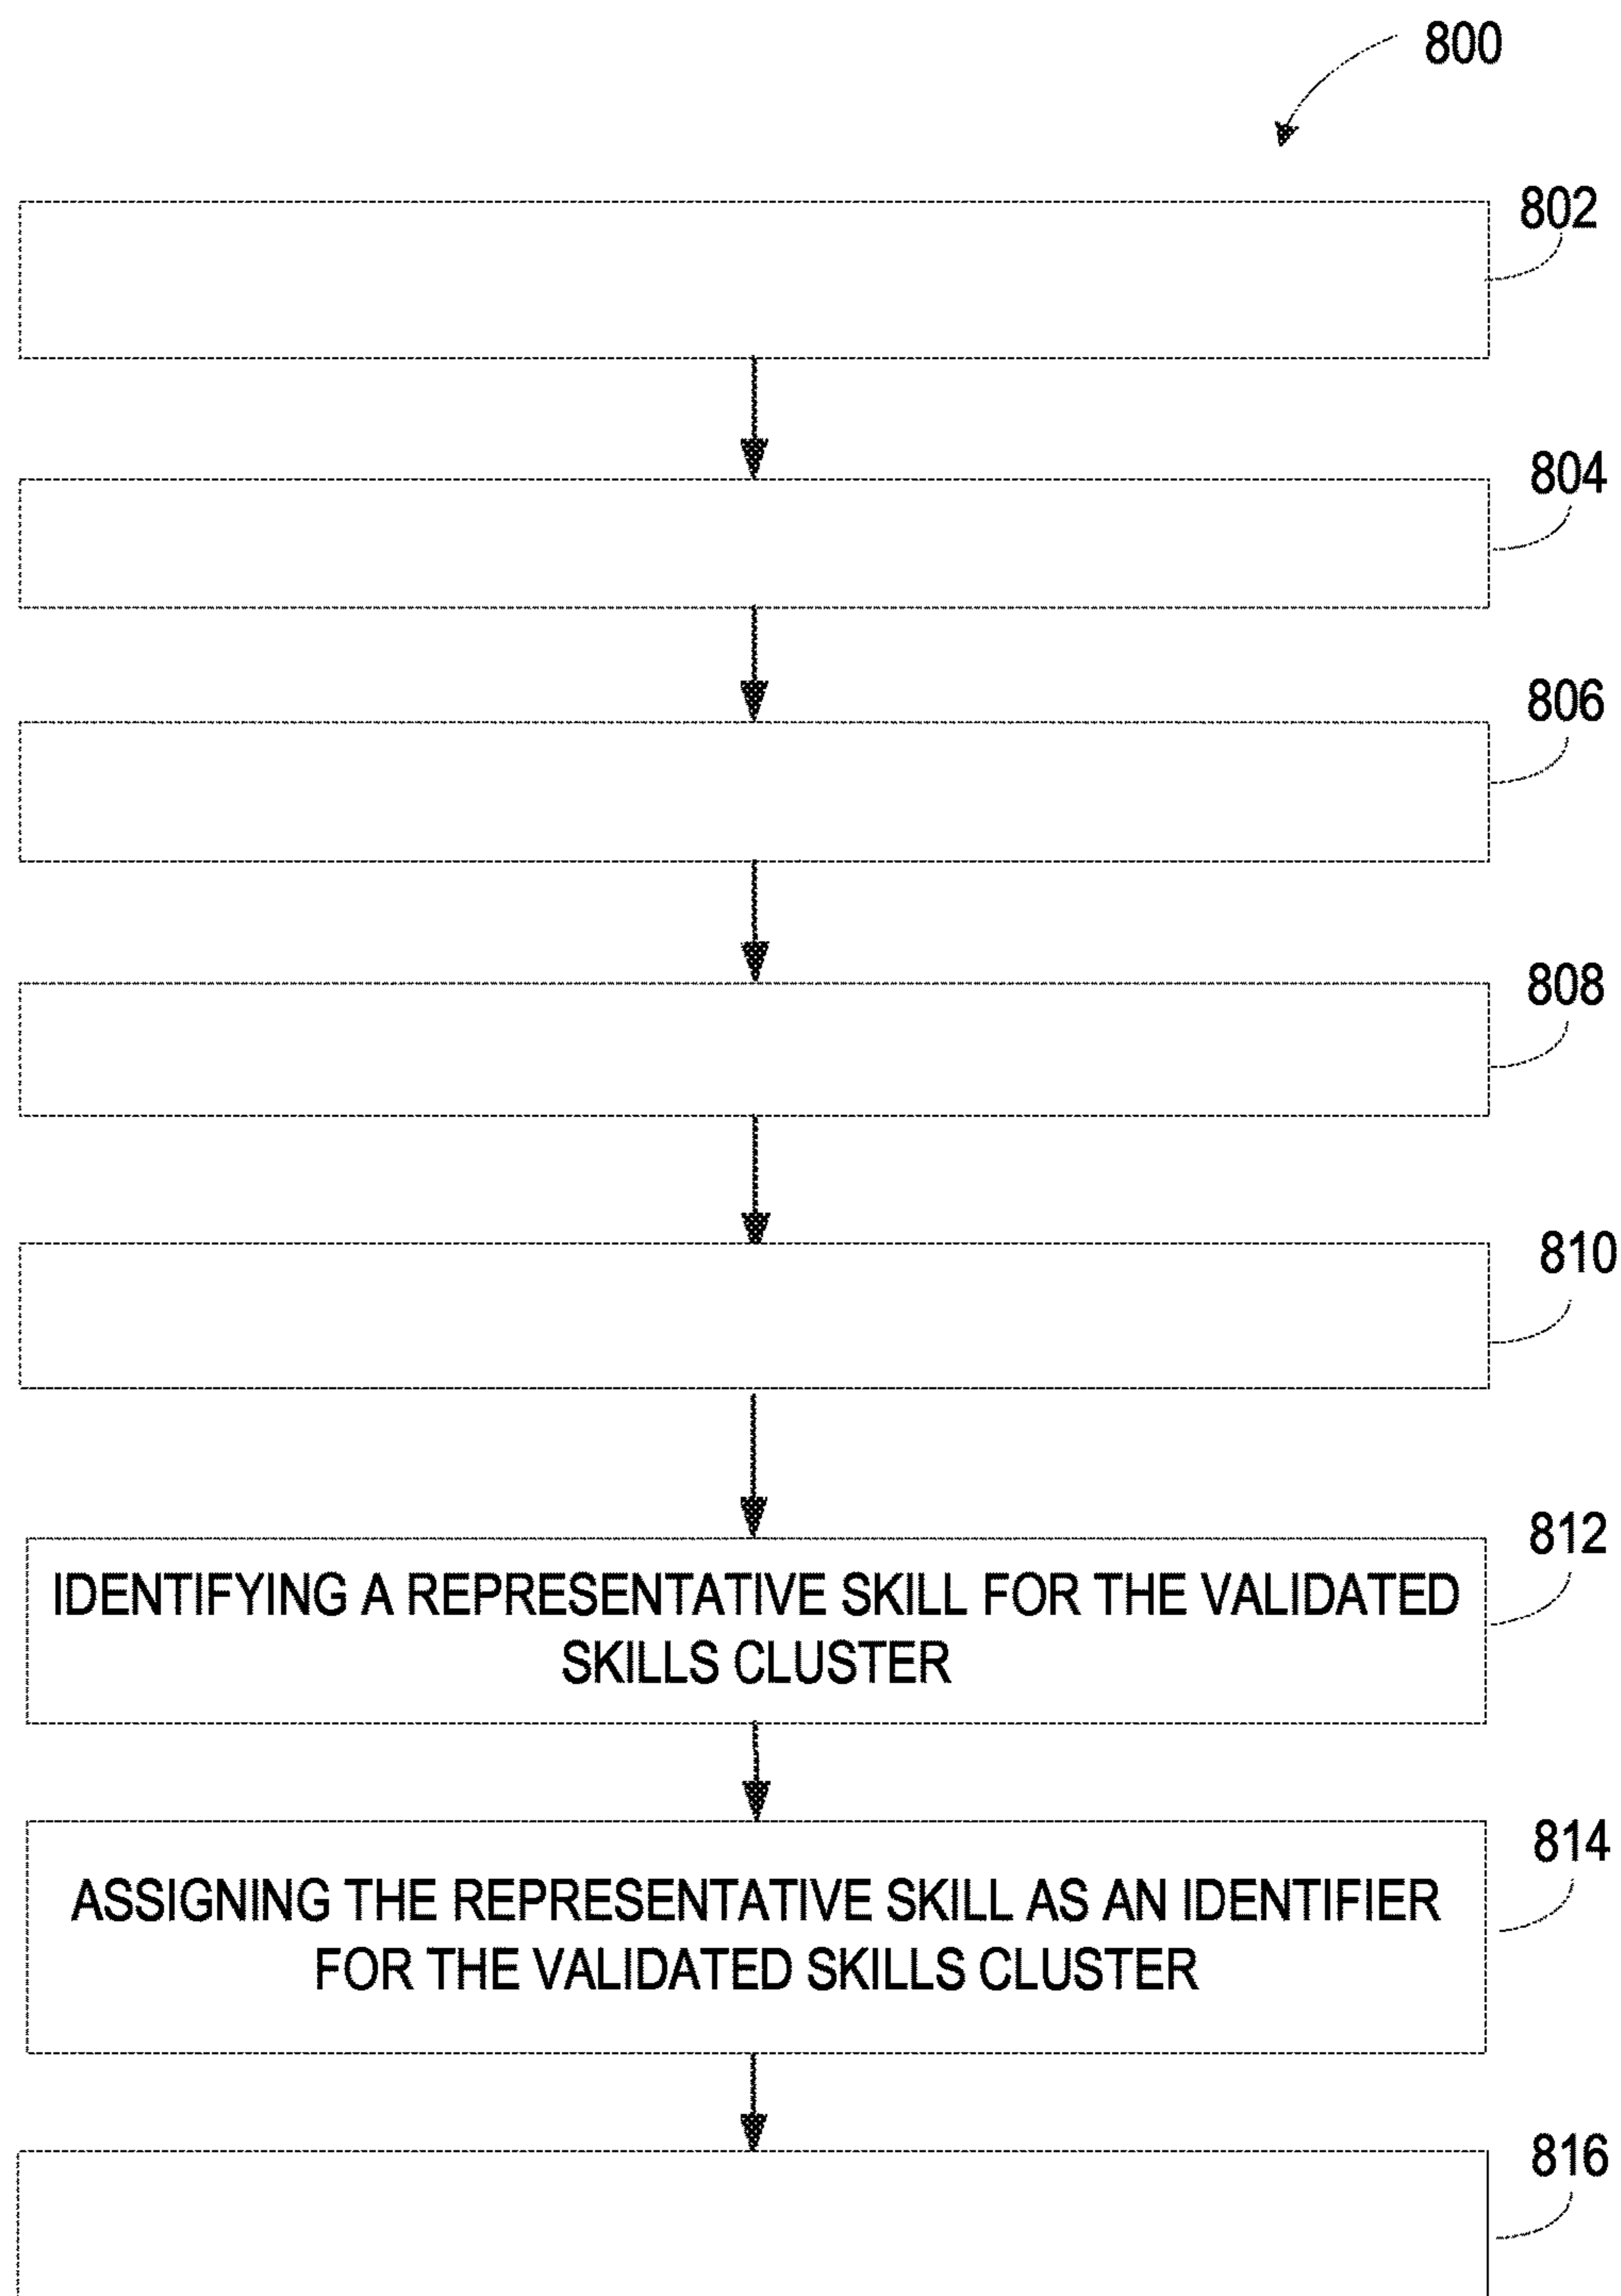 800
802
804
806
808
810
812
IDENTIFYING A REPRESENTATIVE SKILL FOR THE VALIDATED
SKILLS CLUSTER
814
ASSIGNING THE REPRESENTATIVE SKILL AS AN IDENTIFIER
FOR THE VALIDATED SKILLS CLUSTER
816